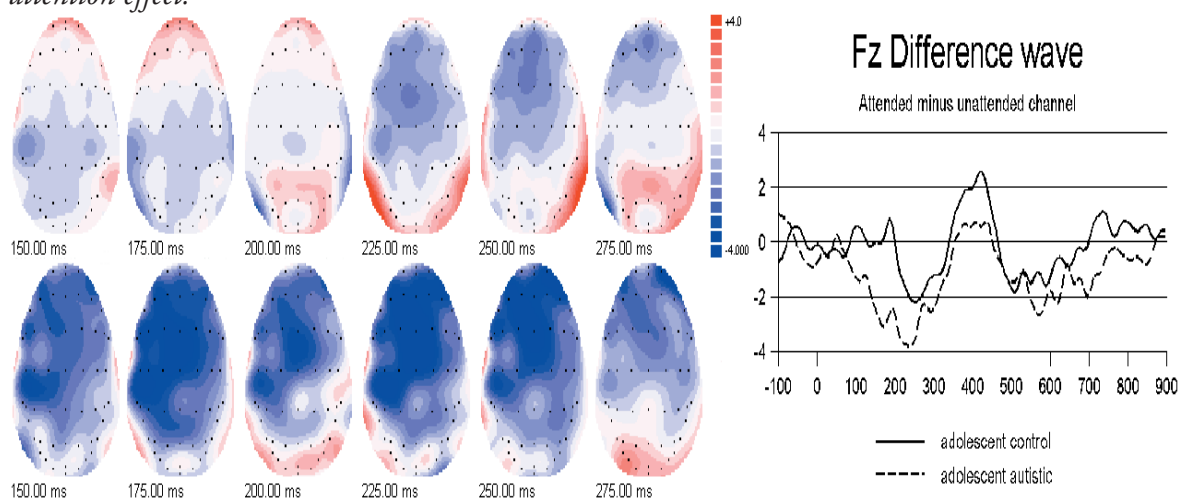 attention effect.
+4.0
-4.000
150.00 ms 175.00 ms 200.00 ms 225.00 ms 250.00 ms 275.00 ms
150.00 ms 175.00 ms 200.00 ms 225.00 ms 250.00 ms 275.00 ms
Fz Difference wave
Attended minus unattended channel
4
2
0
-2
-4
-100 0 100 200 300 400 500 600 700 800 900
adolescent control
adolescent autistic